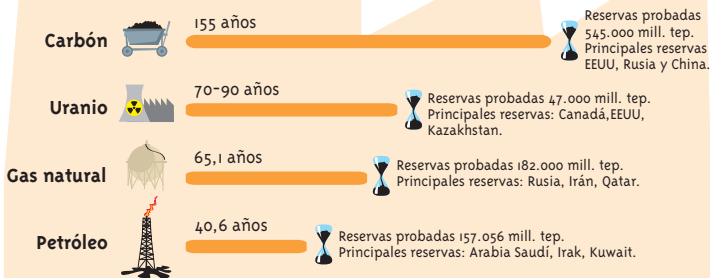 Carbón
155 años
Reservas probadas
545.000 mill. tep.
Principales reservas
EEUU, Rusia y China.
Uranio
70-90 años
Reservas probadas 47.000 mill. tep.
Principales reservas: Canadá,EEUU,
Kazakhstan.
Gas natural
65,1 años
Reservas probadas 182.000 mill. tep.
Principales reservas: Rusia, Irán, Qatar.
Petróleo
40,6 años
Reservas probadas 157.056 mill. tep.
Principales reservas: Arabia Saudí, Irak, Kuwait.